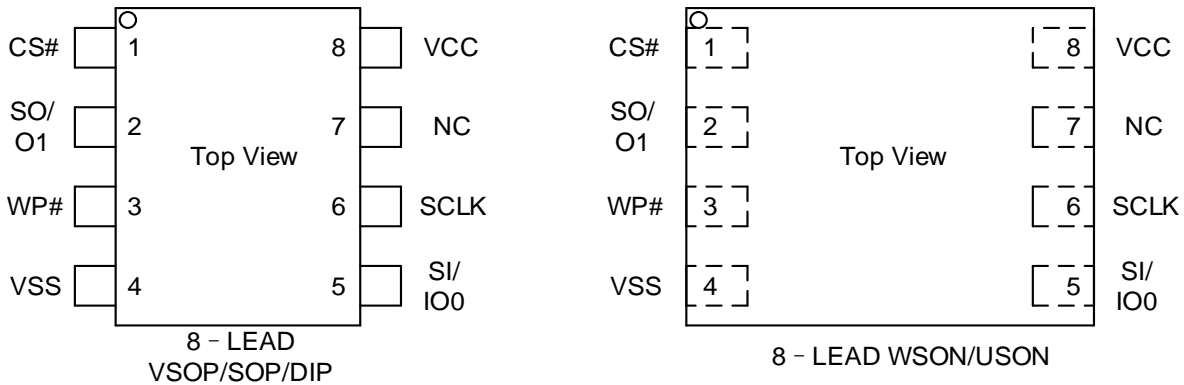 CS#
1
8
VCC
SO/
O1
2
7
NC
Top View
WP#
3
6
SCLK
VSS
4
5
SI/
IO0
8 – LEAD
VSOP/SOP/DIP
CS#
1
8
VCC
SO/
O1
2
7
NC
Top View
WP#
3
6
SCLK
VSS
4
5
SI/
IO0
8 – LEAD WSON/USON